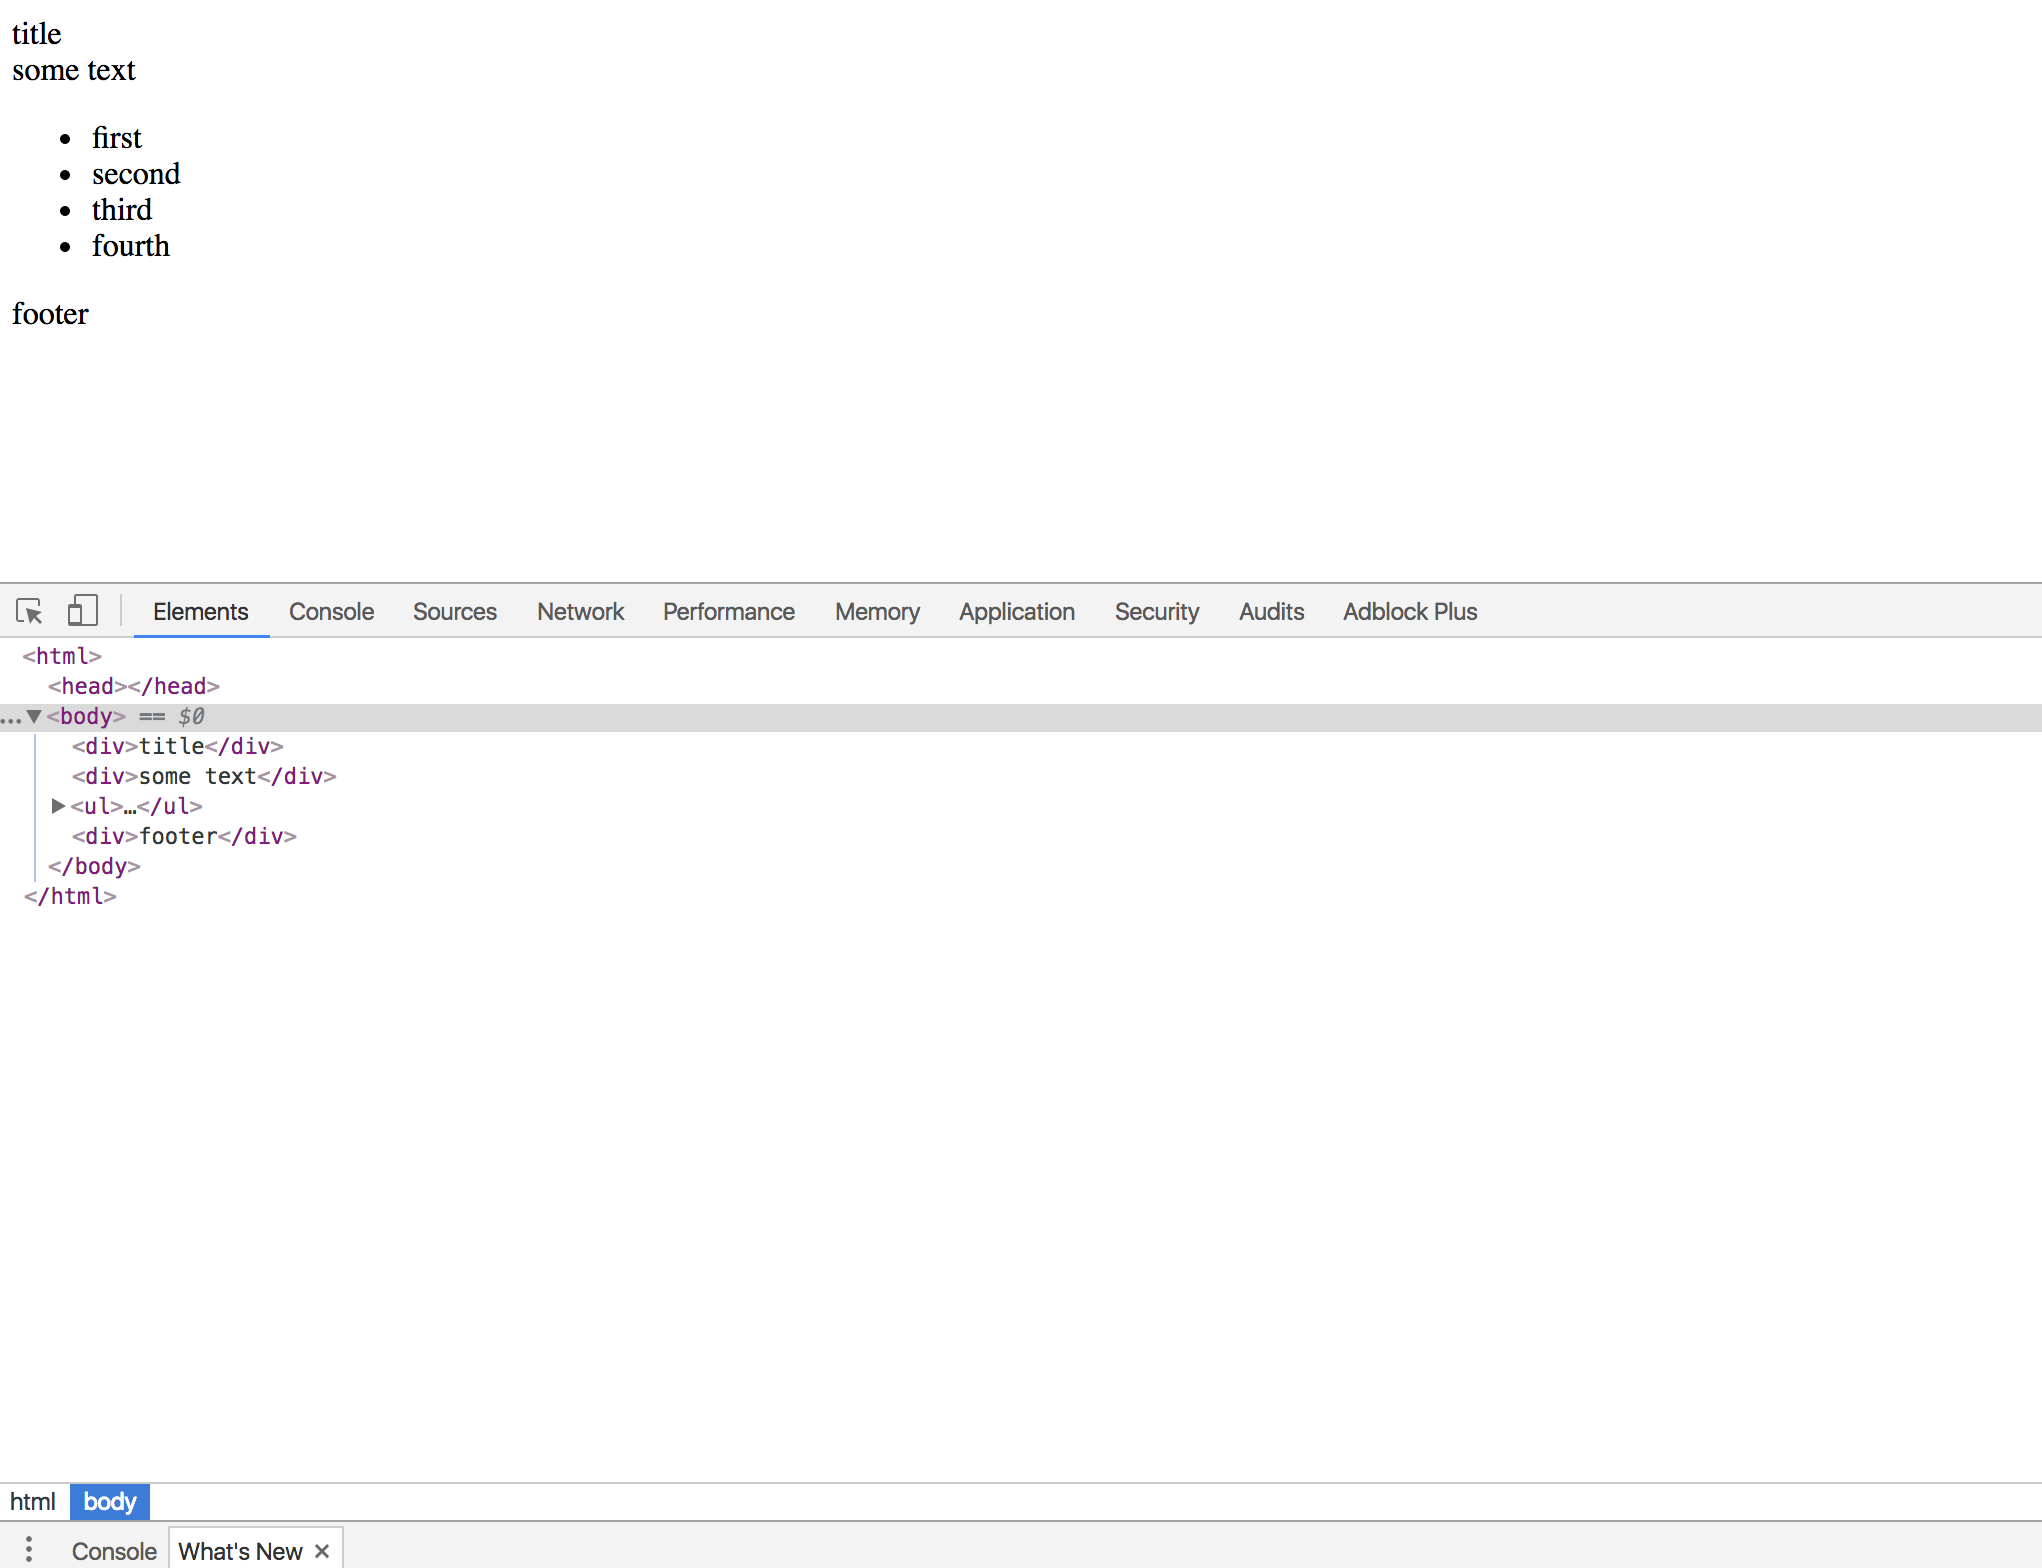 title
some text
• first
• second
• third
• fourth
footer
Elements Console Sources Network Performance Memory Application Security Audits Adblock Plus
<html>
<head></head>
...▼<body> == $0
<div>title</div>
<div>some text</div>
▶<ul>…</ul>
<div>footer</div>
</body>
</html>
html body
⋮ Console What's New ×